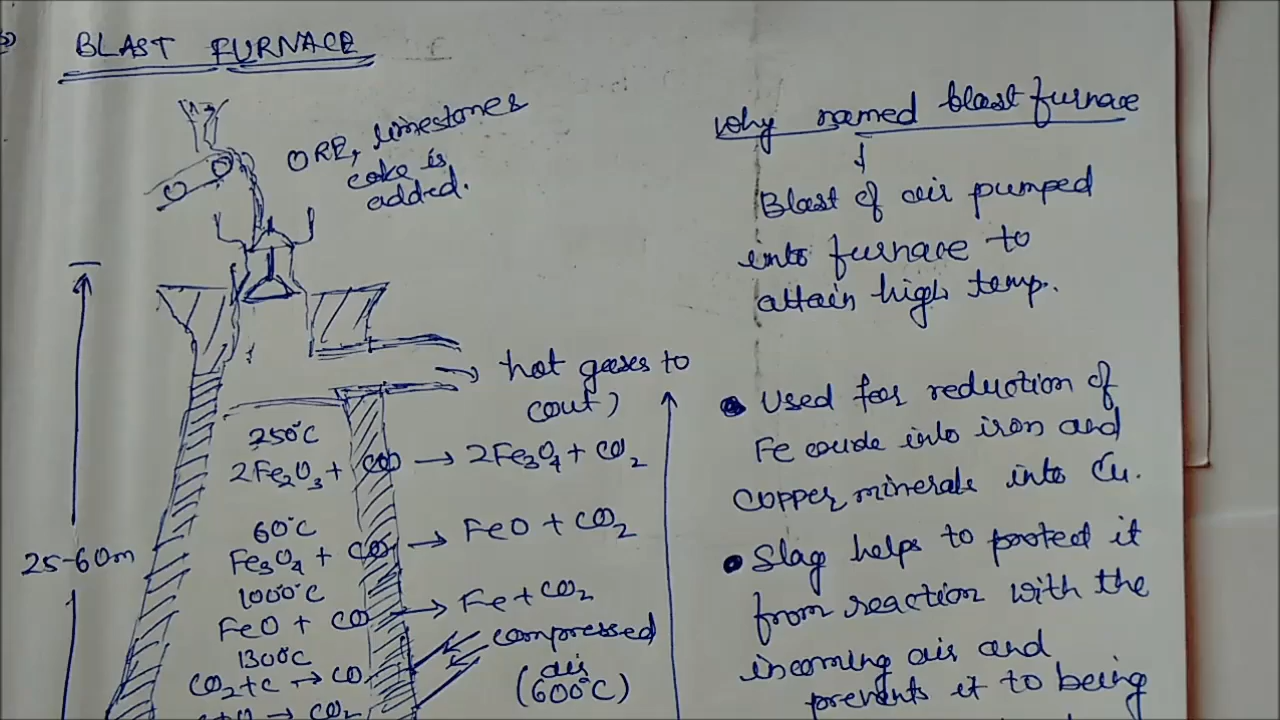 BLAST FURNACE
ORE, limestones
coke is
added.
hot gases to
(out)
250°C
2Fe2O3 + CO → 2Fe3O4 + CO2
60°C
Fe3O4 + CO → FeO + CO2
1000°C
FeO + CO → Fe + CO2
1300°C
CO2 + C → CO
→ CO2
25-60m
compressed
air
(600°C)
Why named blast furnace
Blast of air pumped
into furnace to
attain high temp.
Used for reduction of
Fe oxide into iron and
copper minerals into Cu.
Slag helps to protect it
from reaction with the
incoming air and
prevents it to being